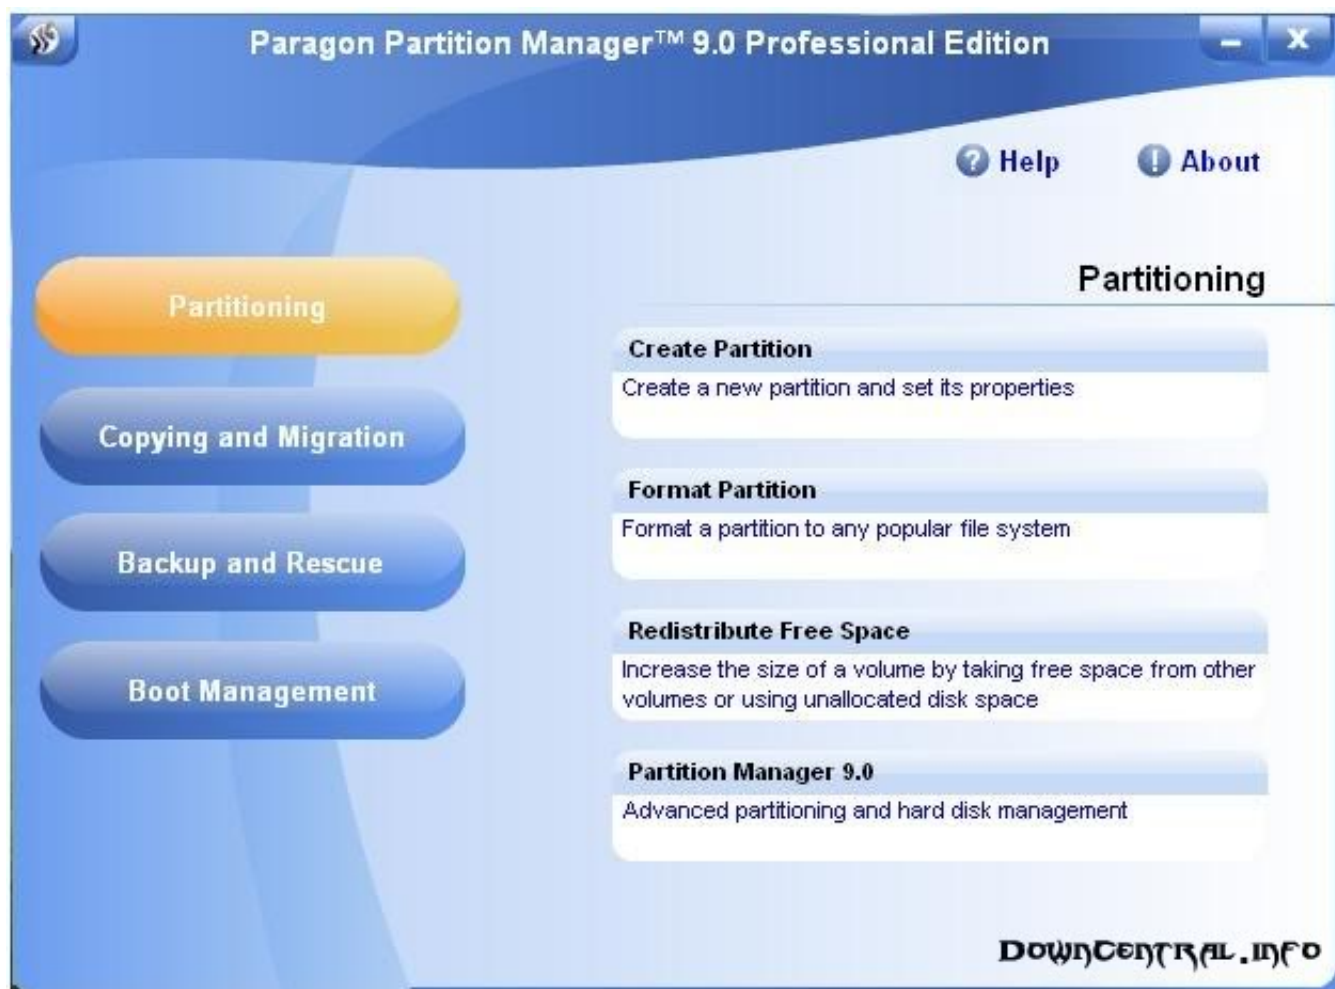 Paragon Partition Manager™ 9.0 Professional Edition
Help
About
Partitioning
Copying and Migration
Backup and Rescue
Boot Management
Partitioning
Create Partition
Create a new partition and set its properties
Format Partition
Format a partition to any popular file system
Redistribute Free Space
Increase the size of a volume by taking free space from other
volumes or using unallocated disk space
Partition Manager 9.0
Advanced partitioning and hard disk management
DownCentral.info